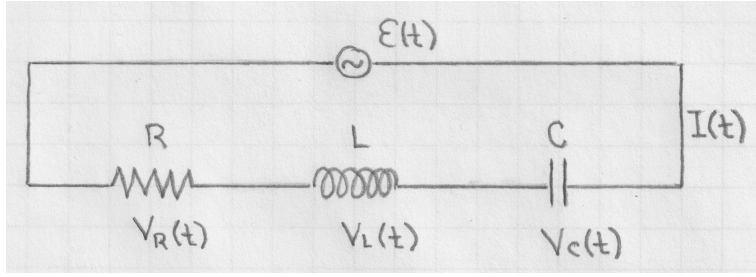 ε(t)
R L C I(t)
V_R(t) V_L(t) V_C(t)